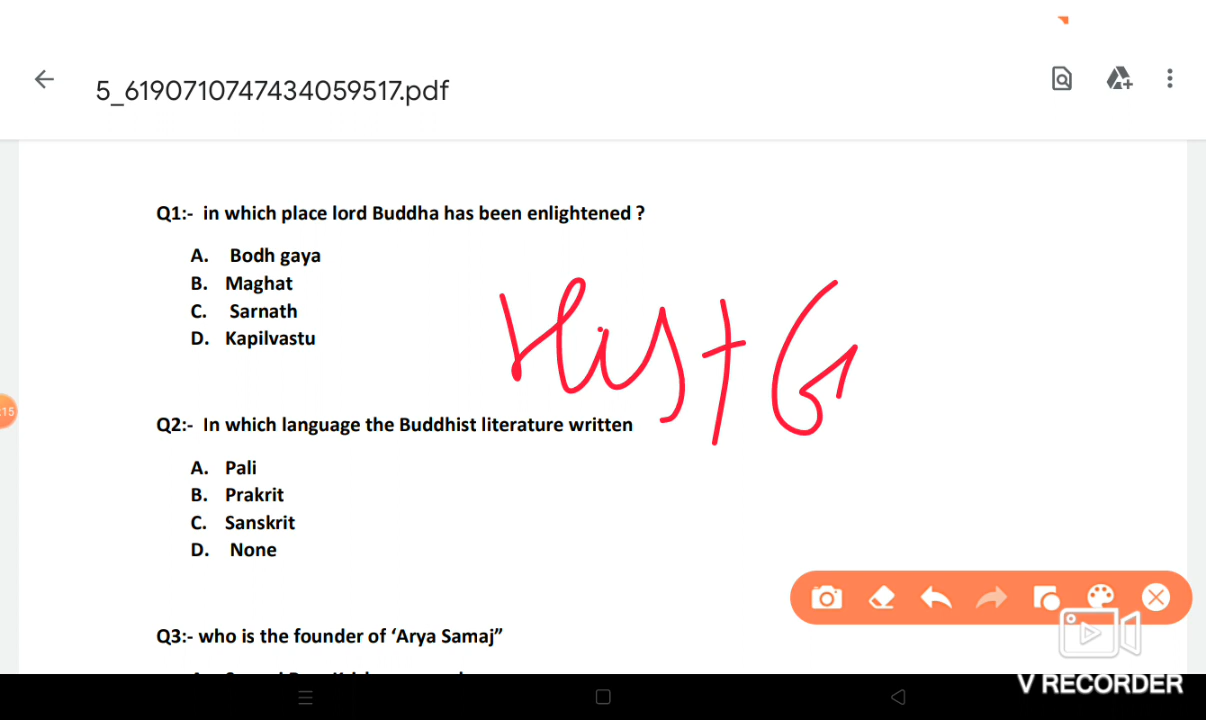 5_6190710747434059517.pdf
Q1:- in which place lord Buddha has been enlightened ?
A. Bodh gaya
B. Maghat
C. Sarnath
D. Kapilvastu
Hist G
Q2:- In which language the Buddhist literature written
A. Pali
B. Prakrit
C. Sanskrit
D. None
:15
Q3:- who is the founder of ‘Arya Samaj”
V RECORDER